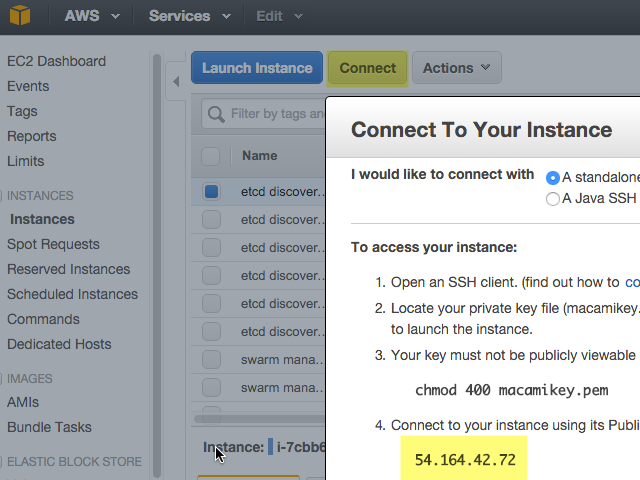 AWS Services Edit
EC2 Dashboard
Events
Tags
Reports
Limits
INSTANCES
Instances
Spot Requests
Reserved Instances
Scheduled Instances
Commands
Dedicated Hosts
IMAGES
AMIs
Bundle Tasks
ELASTIC BLOCK STORE
Launch Instance Connect Actions
Filter by tags and
Name
etcd discover...
etcd discover...
etcd discover...
etcd discover...
etcd discover...
etcd discover...
swarm mana...
swarm mana...
Instance: i-7cbb6
Connect To Your Instance
I would like to connect with A standalone
A Java SSH
To access your instance:
1. Open an SSH client. (find out how to co
2. Locate your private key file (macamikey.
to launch the instance.
3. Your key must not be publicly viewable
chmod 400 macamikey.pem
4. Connect to your instance using its Publi
54.164.42.72